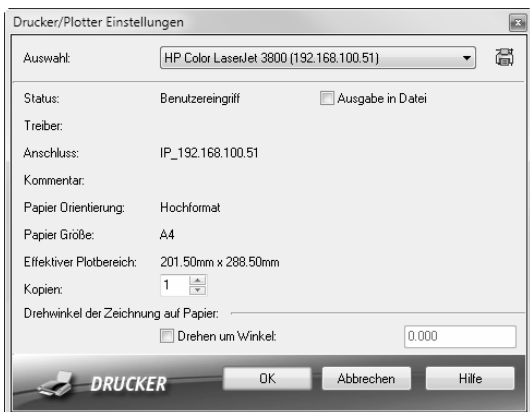 Drucker/Plotter Einstellungen
Auswahl: HP Color LaserJet 3800 (192.168.100.51)
Status: Benutzereingriff Ausgabe in Datei
Treiber:
Anschluss: IP_192.168.100.51
Kommentar:
Papier Orientierung: Hochformat
Papier Größe: A4
Effektiver Plotbereich: 201.50mm x 288.50mm
Kopien: 1
Drehwinkel der Zeichnung auf Papier:
Drehen um Winkel: 0.000
DRUCKER OK Abbrechen Hilfe